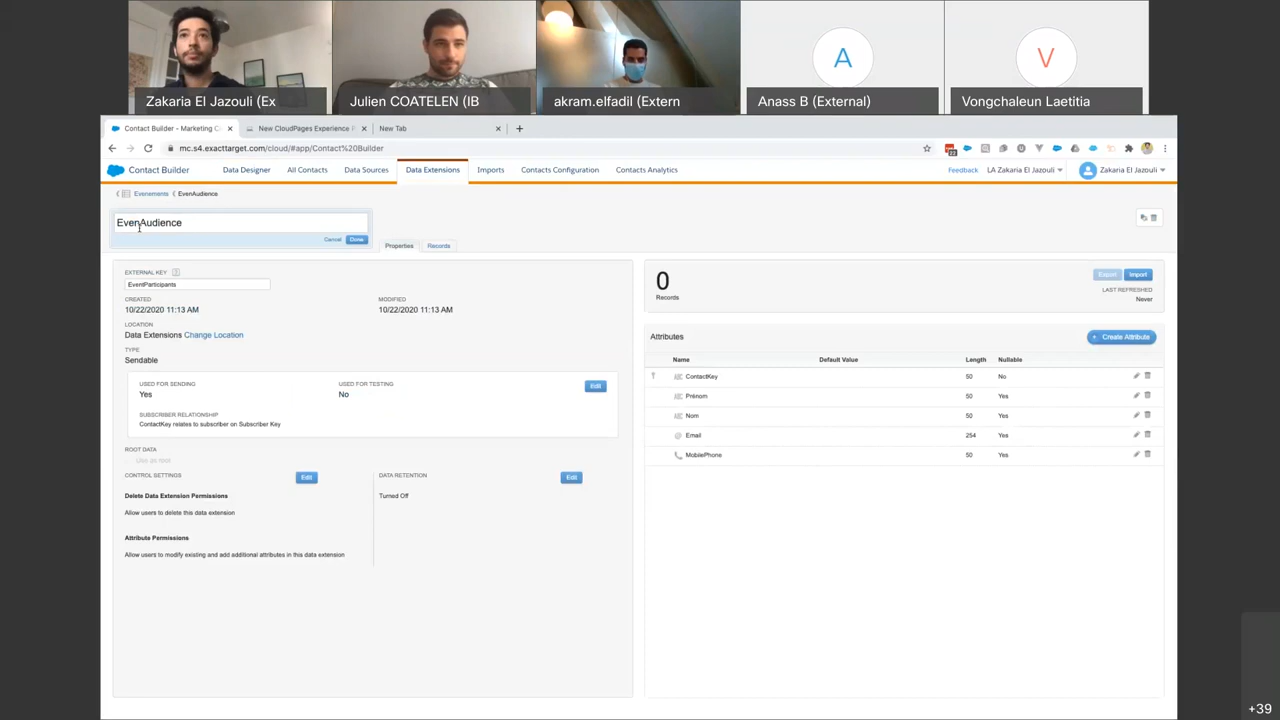 Zakaria El Jazouli (Ex
Julien COATELEN (IB
akram.elfadil (Extern
A
Anass B (External)
V
Vongchaleun Laetitia
Contact Builder - Marketing C
New CloudPages Experience F
New Tab
mc.s4.exacttarget.com/cloud/#app/Contact%20Builder
Contact Builder
Data Designer
All Contacts
Data Sources
Data Extensions
Imports
Contacts Configuration
Contacts Analytics
Feedback
LA Zakaria El Jazouli
Zakaria El Jazouli
Evenements
EvenAudience
EvenAudience
Cancel
Done
Properties
Records
EXTERNAL KEY
EventParticipants
CREATED
10/22/2020 11:13 AM
MODIFIED
10/22/2020 11:13 AM
LOCATION
Data Extensions Change Location
TYPE
Sendable
USED FOR SENDING
Yes
USED FOR TESTING
No
Edit
SUBSCRIBER RELATIONSHIP
ContactKey relates to subscriber on Subscriber Key
ROOT DATA
Use as root
CONTROL SETTINGS
Edit
Delete Data Extension Permissions
Allow users to delete this data extension
Attribute Permissions
Allow users to modify existing and add additional attributes in this data extension
DATA RETENTION
Edit
Turned Off
0
Records
Export
Import
LAST REFRESHED
Never
Attributes
Create Attribute
Name Default Value Length Nullable
ContactKey 50 No
Prénom 50 Yes
Nom 50 Yes
Email 254 Yes
MobilePhone 50 Yes
+39